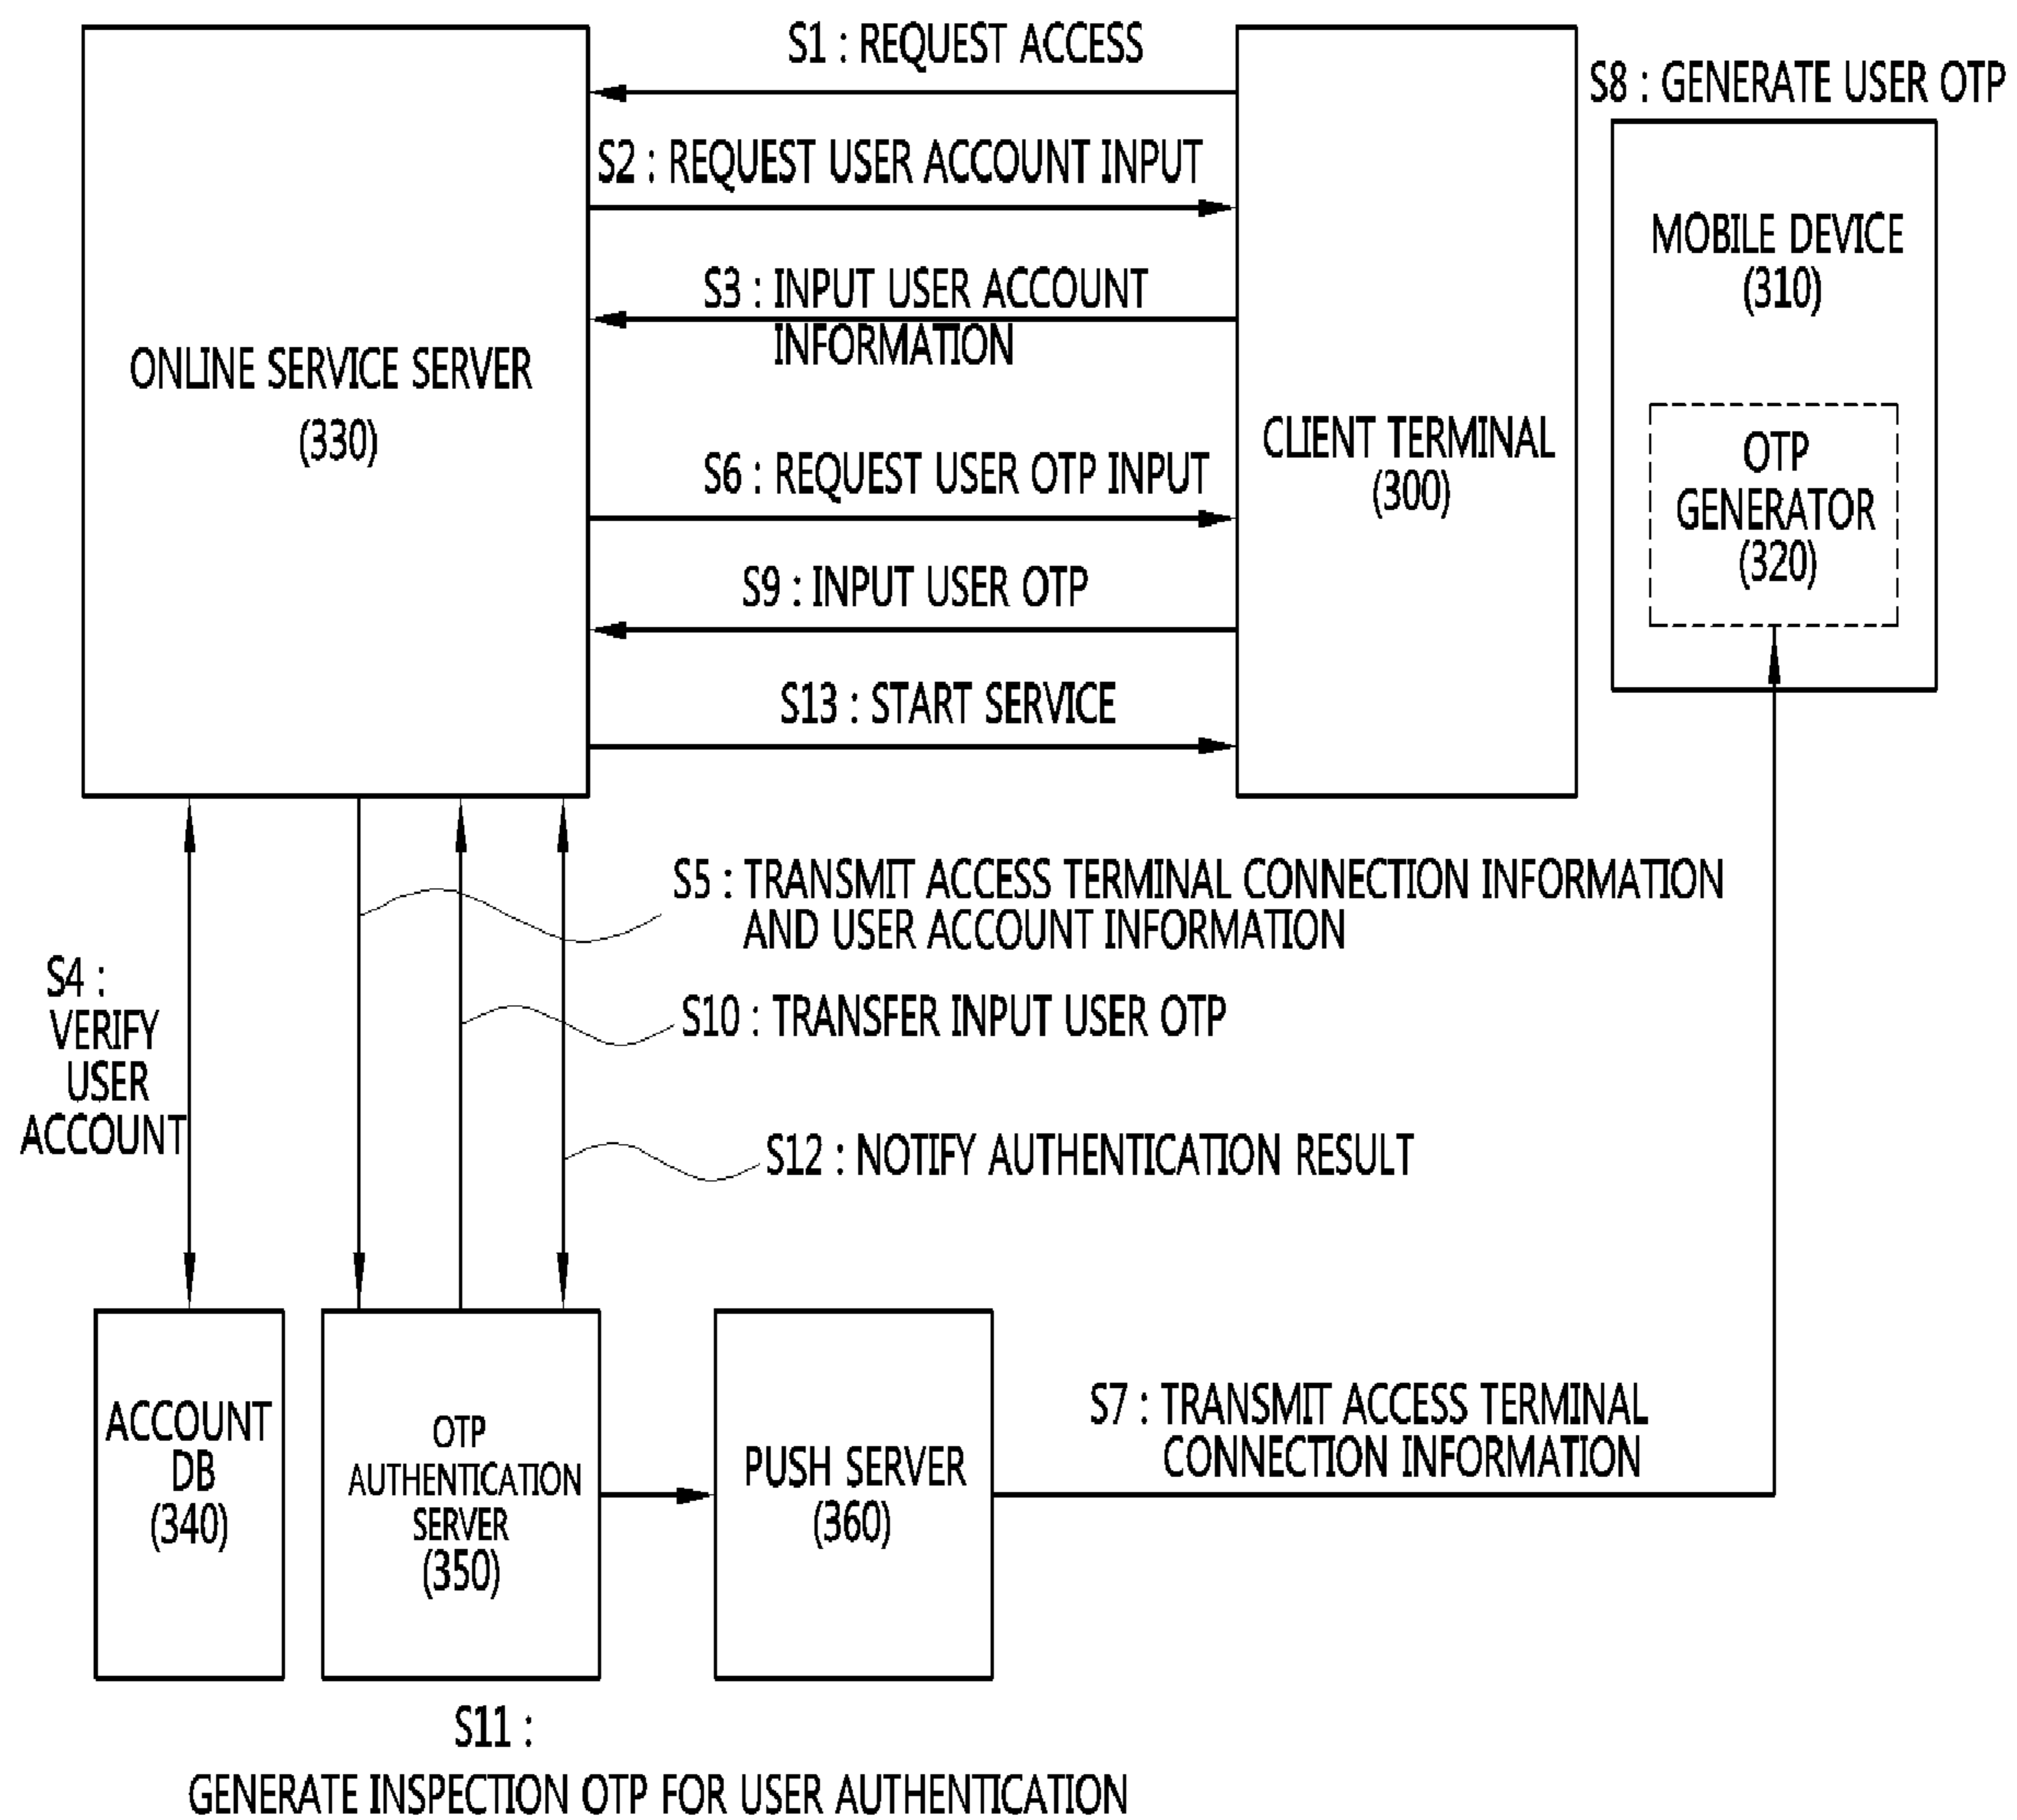 S1 : REQUEST ACCESS
S2 : REQUEST USER ACCOUNT INPUT
S3 : INPUT USER ACCOUNT
INFORMATION
S6 : REQUEST USER OTP INPUT
S9 : INPUT USER OTP
S13 : START SERVICE
ONLINE SERVICE SERVER
(330)
CLIENT TERMINAL
(300)
S8 : GENERATE USER OTP
MOBILE DEVICE
(310)
OTP
GENERATOR
(320)
S5 : TRANSMIT ACCESS TERMINAL CONNECTION INFORMATION
AND USER ACCOUNT INFORMATION
S4 :
VERIFY
USER
ACCOUNT
S10 : TRANSFER INPUT USER OTP
S12 : NOTIFY AUTHENTICATION RESULT
ACCOUNT
DB
(340)
OTP
AUTHENTICATION
SERVER
(350)
PUSH SERVER
(360)
S7 : TRANSMIT ACCESS TERMINAL
CONNECTION INFORMATION
S11 :
GENERATE INSPECTION OTP FOR USER AUTHENTICATION